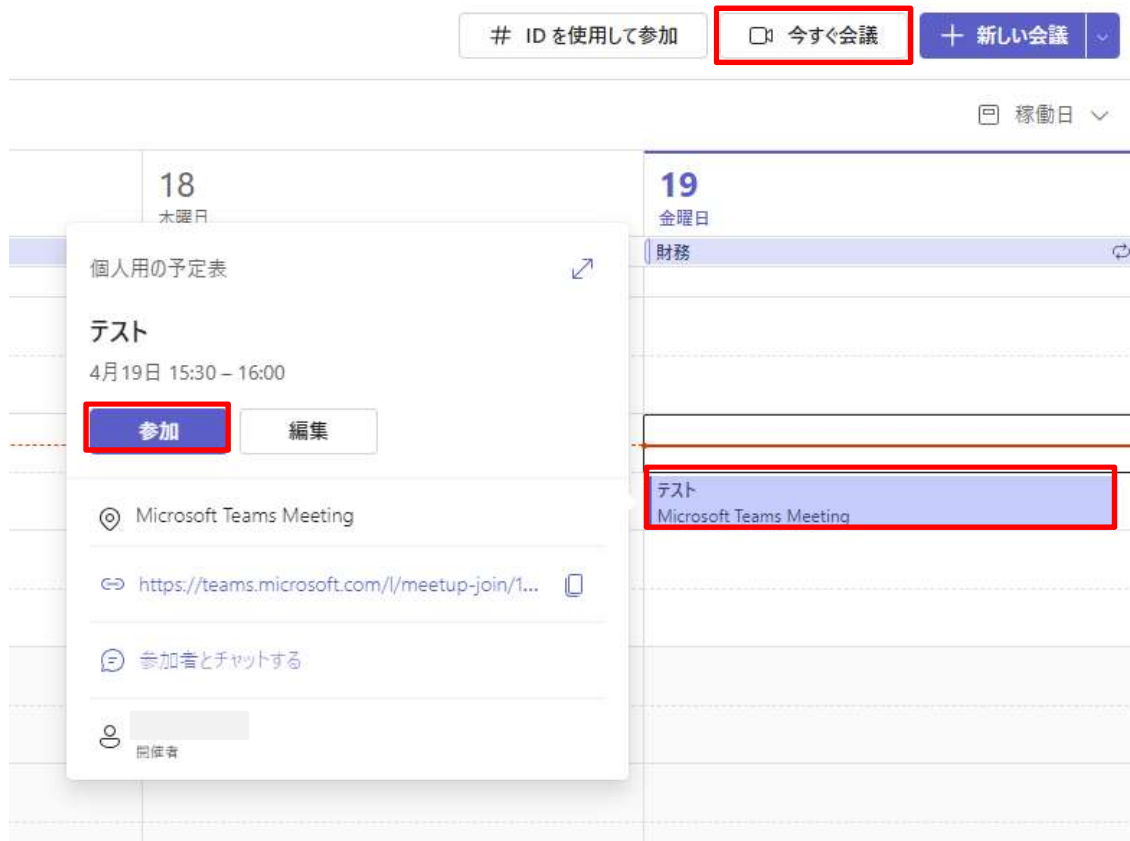 # ID を使用して参加
今すぐ会議
新しい会議
稼働日
18
木曜日
19
金曜日
財務
個人用の予定表
テスト
4月19日 15:30 – 16:00
参加
編集
Microsoft Teams Meeting
https://teams.microsoft.com/l/meetup-join/1...
参加者とチャットする
開催者
テスト
Microsoft Teams Meeting